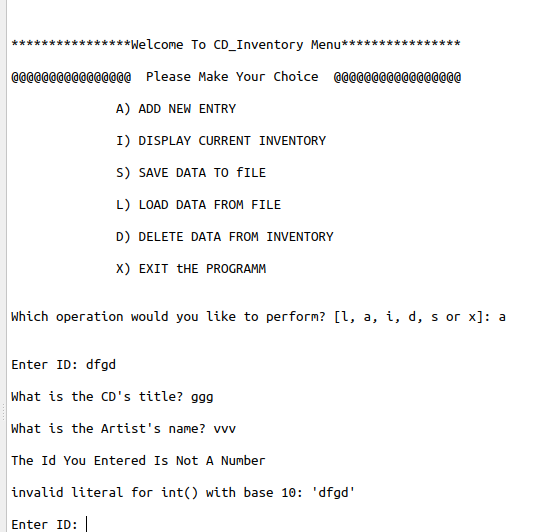 ****************Welcome To CD_Inventory Menu****************
@@@@@@@@@@@@@@@@  Please Make Your Choice  @@@@@@@@@@@@@@@@@
A) ADD NEW ENTRY
I) DISPLAY CURRENT INVENTORY
S) SAVE DATA TO fILE
L) LOAD DATA FROM FILE
D) DELETE DATA FROM INVENTORY
X) EXIT tHE PROGRAMM
Which operation would you like to perform? [l, a, i, d, s or x]: a
Enter ID: dfgd
What is the CD's title? ggg
What is the Artist's name? vvv
The Id You Entered Is Not A Number
invalid literal for int() with base 10: 'dfgd'
Enter ID: